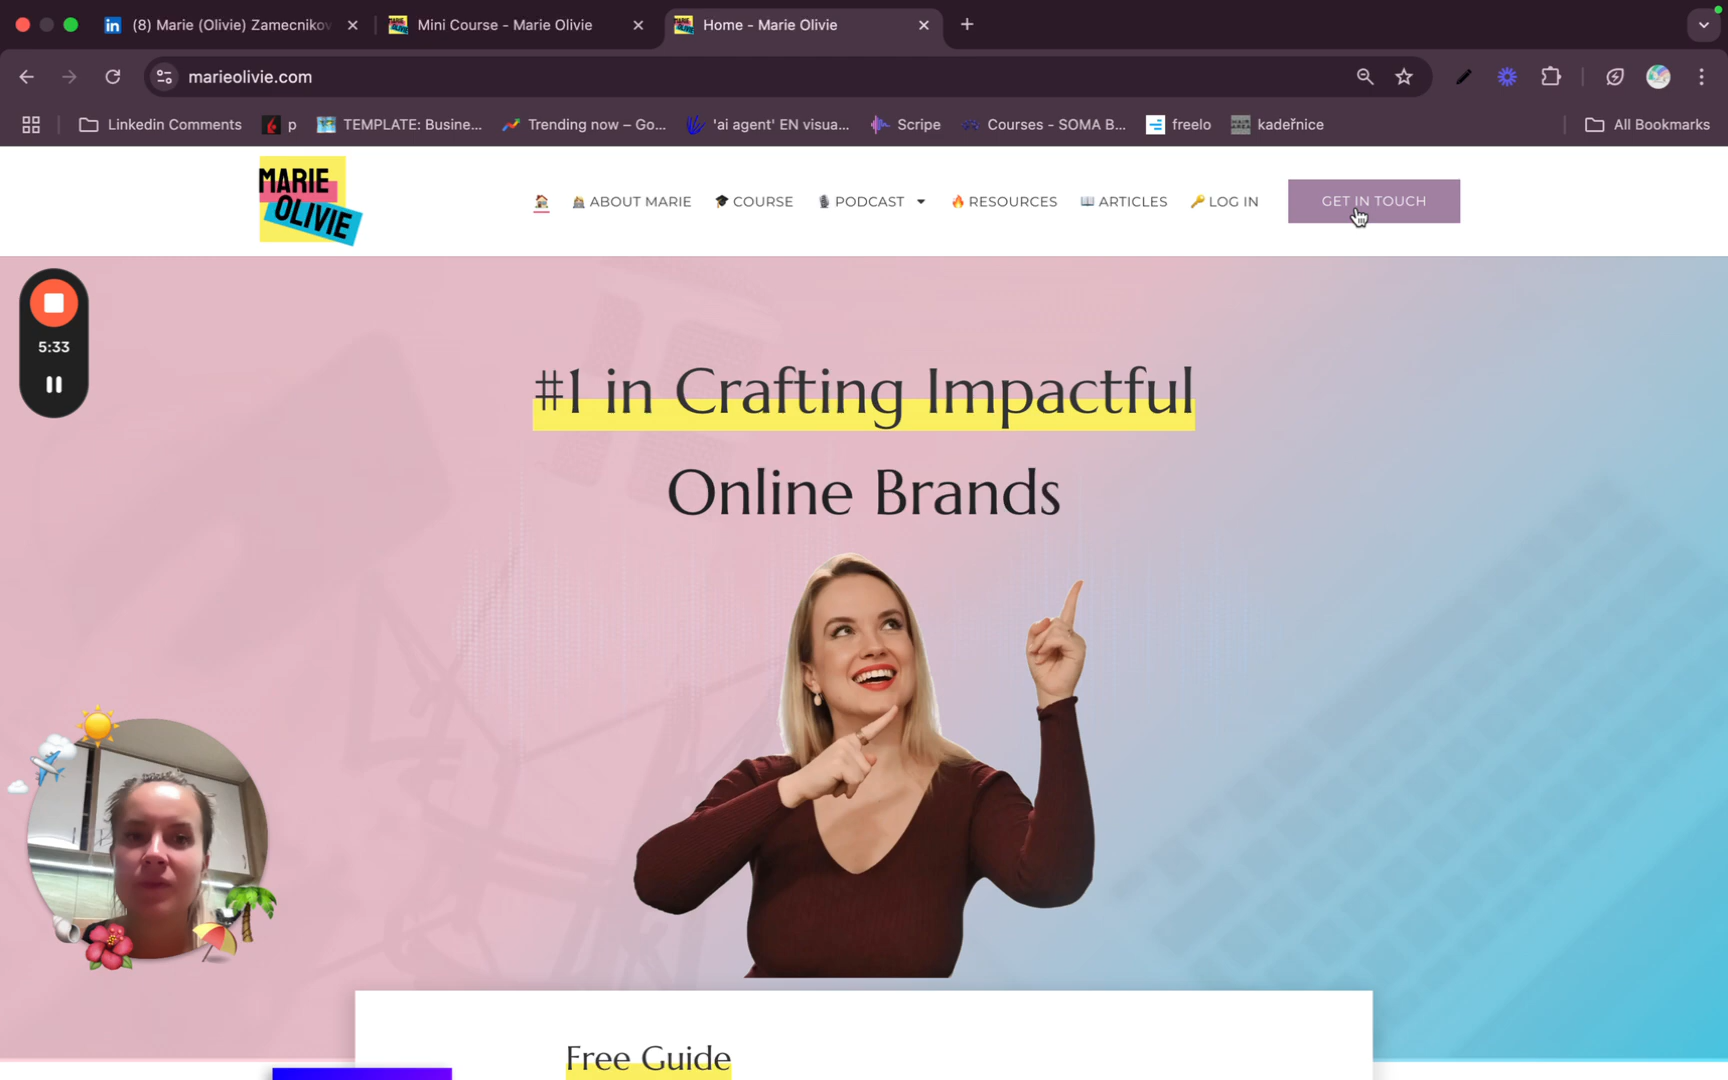 (8) Marie (Olivie) Zamecnikov
Mini Course - Marie Olivie
Home - Marie Olivie
marieolivie.com
Linkedin Comments
p
TEMPLATE: Busine...
Trending now – Go...
'ai agent' EN visua...
Scripe
Courses - SOMA B...
freelo
kadeřnice
All Bookmarks
MARIE
OLIVIE
ABOUT MARIE
COURSE
PODCAST
RESOURCES
ARTICLES
LOG IN
GET IN TOUCH
5:33
#1 in Crafting Impactful
Online Brands
Free Guide